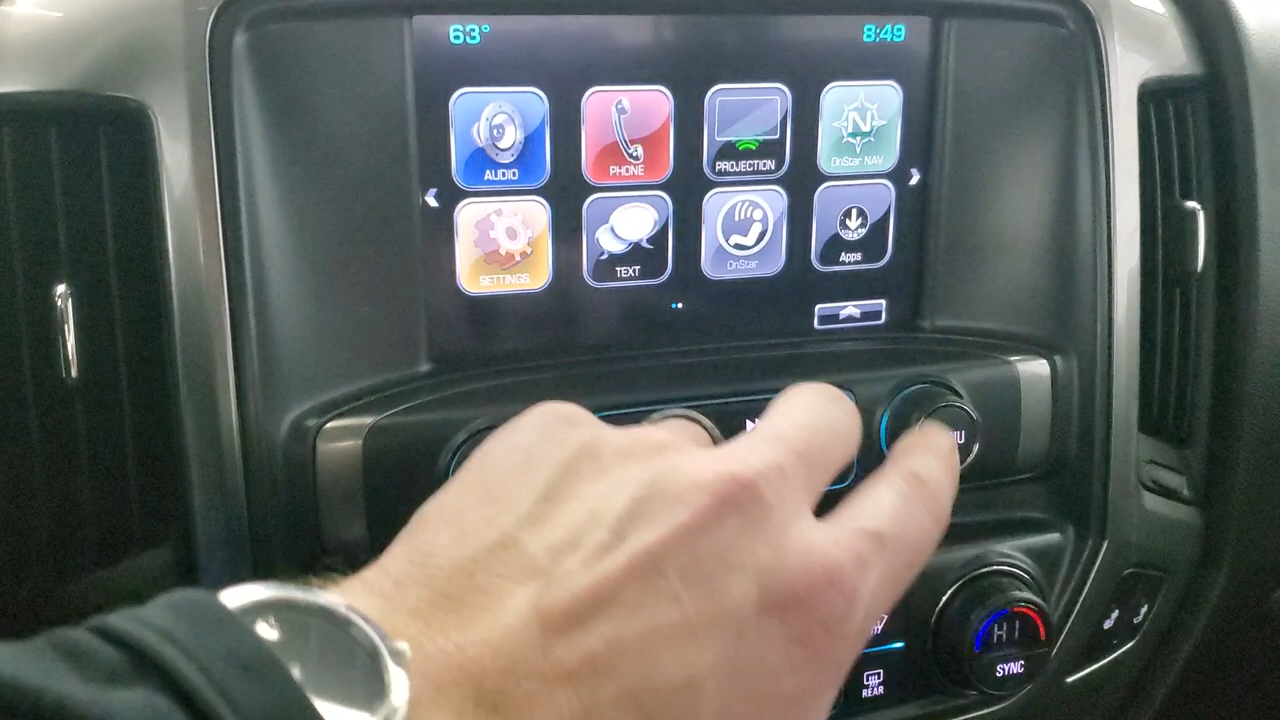 63° 8:49
AUDIO PHONE PROJECTION N OnStar NAV
SETTINGS TEXT OnStar Apps
HI
SYNC
REAR